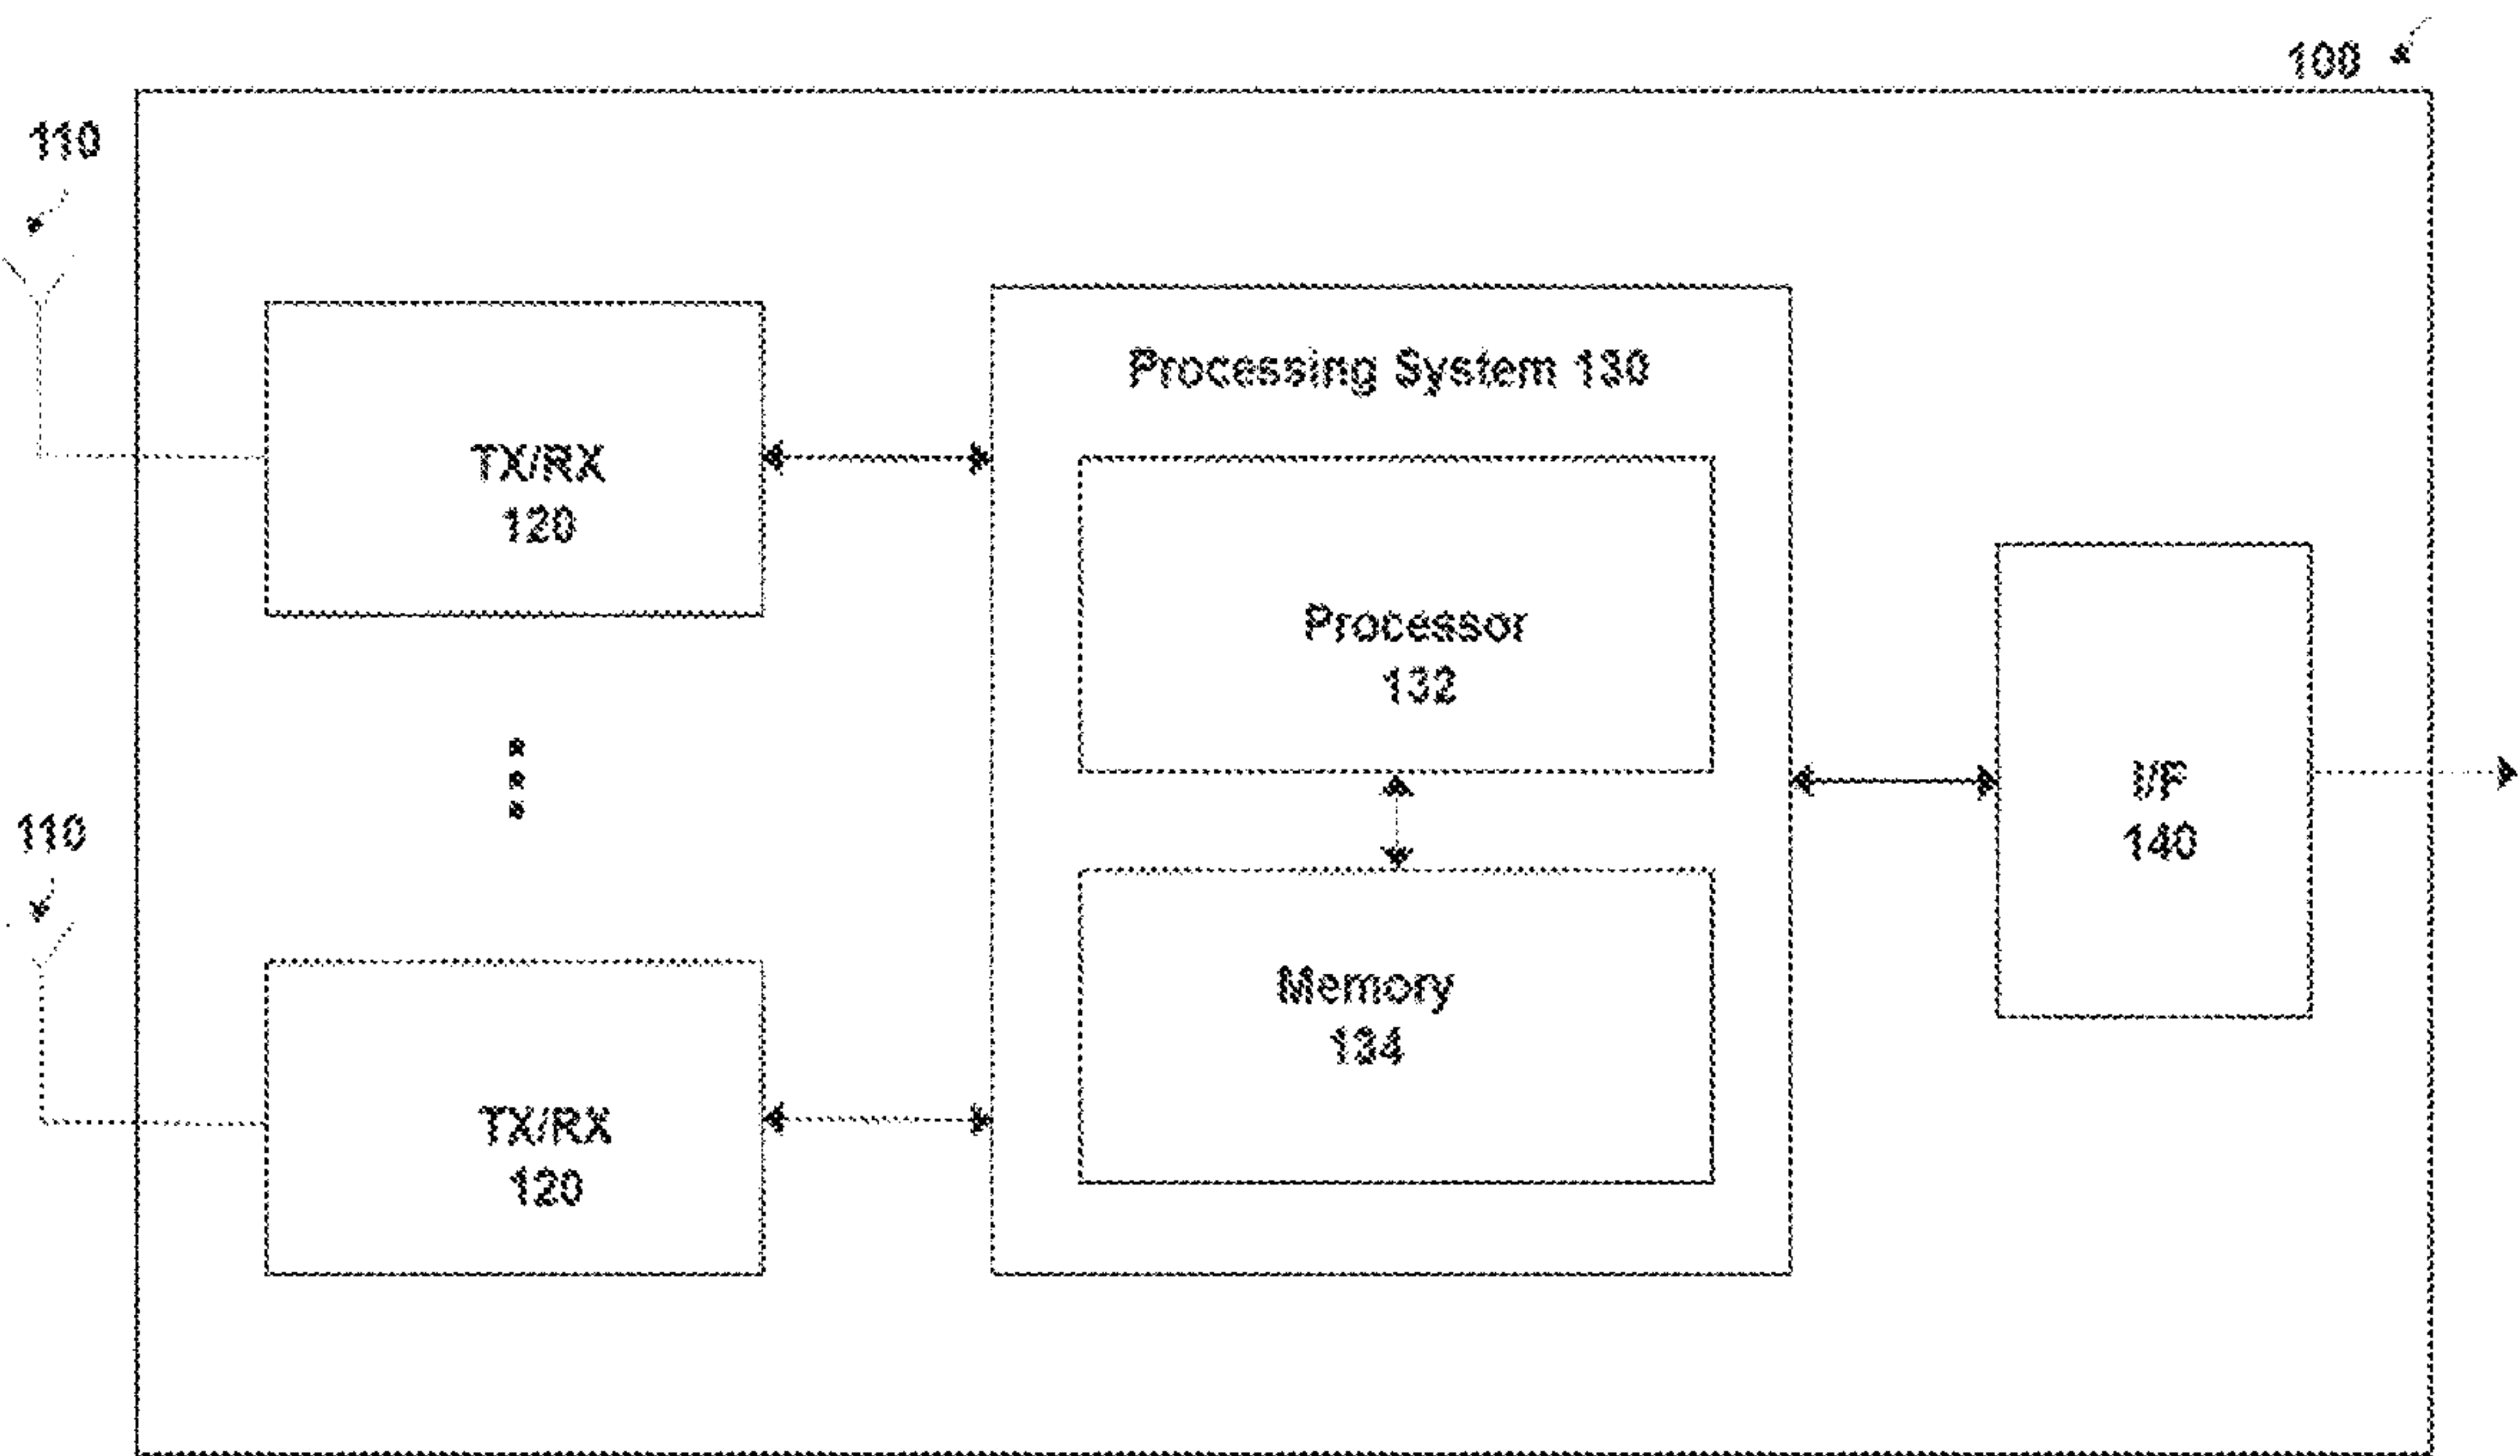 100
110
Processing System 130
TX/RX
120
Processor
132
I/F
140
110
Memory
134
TX/RX
120